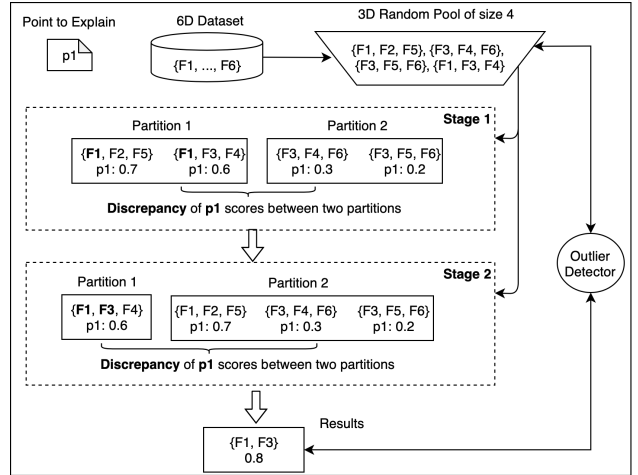 Point to Explain
p1
6D Dataset
{F1, ..., F6}
3D Random Pool of size 4
{F1, F2, F5}, {F3, F4, F6},
{F3, F5, F6}, {F1, F3, F4}
Stage 1
Partition 1
Partition 2
{F1, F2, F5} {F1, F3, F4}
p1: 0.7 p1: 0.6
{F3, F4, F6} {F3, F5, F6}
p1: 0.3 p1: 0.2
Discrepancy of p1 scores between two partitions
Outlier
Detector
Stage 2
Partition 1
Partition 2
{F1, F3, F4}
p1: 0.6
{F1, F2, F5} {F3, F4, F6} {F3, F5, F6}
p1: 0.7 p1: 0.3 p1: 0.2
Discrepancy of p1 scores between two partitions
Results
{F1, F3}
0.8